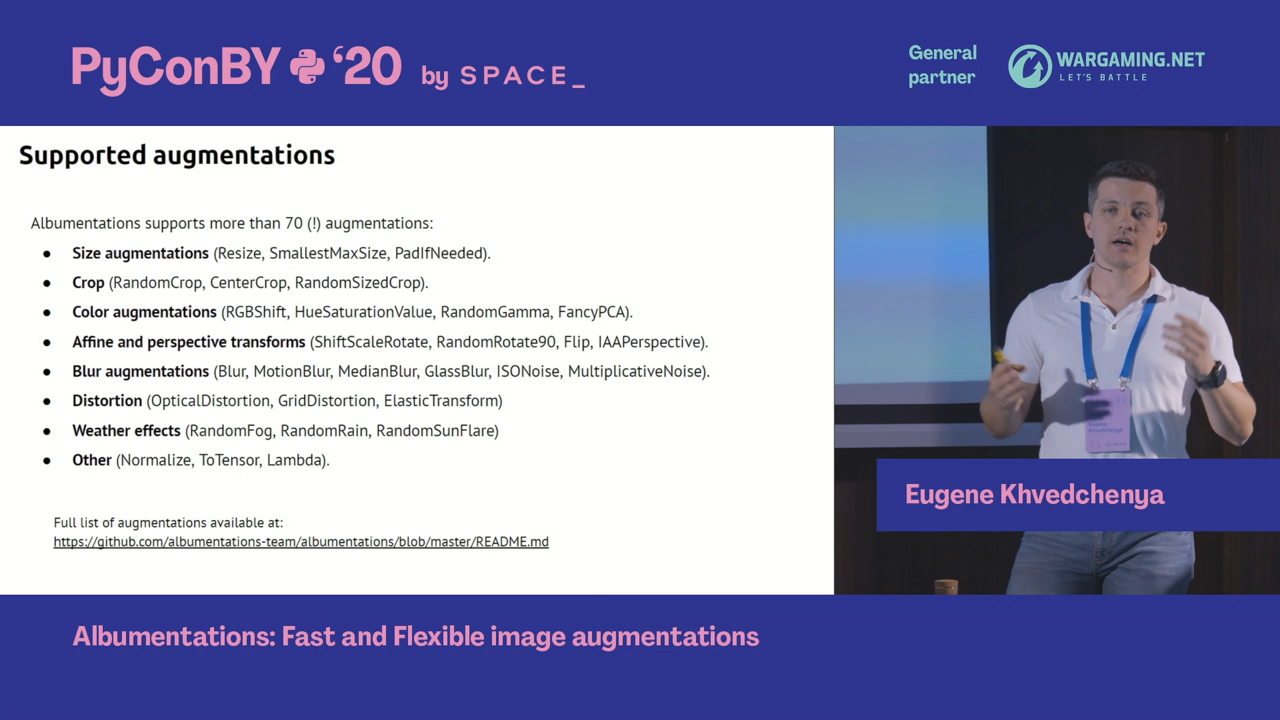 PyConBY '20 by SPACE_
General
partner
WARGAMING.NET
LET'S BATTLE
Supported augmentations
Albumentations supports more than 70 (!) augmentations:
● Size augmentations (Resize, SmallestMaxSize, PadIfNeeded).
● Crop (RandomCrop, CenterCrop, RandomSizedCrop).
● Color augmentations (RGBShift, HueSaturationValue, RandomGamma, FancyPCA).
● Affine and perspective transforms (ShiftScaleRotate, RandomRotate90, Flip, IAAPerspective).
● Blur augmentations (Blur, MotionBlur, MedianBlur, GlassBlur, ISONoise, MultiplicativeNoise).
● Distortion (OpticalDistortion, GridDistortion, ElasticTransform)
● Weather effects (RandomFog, RandomRain, RandomSunFlare)
● Other (Normalize, ToTensor, Lambda).
Full list of augmentations available at:
https://github.com/albumentations-team/albumentations/blob/master/README.md
Eugene
Khvedchenya
Eugene Khvedchenya
Albumentations: Fast and Flexible image augmentations